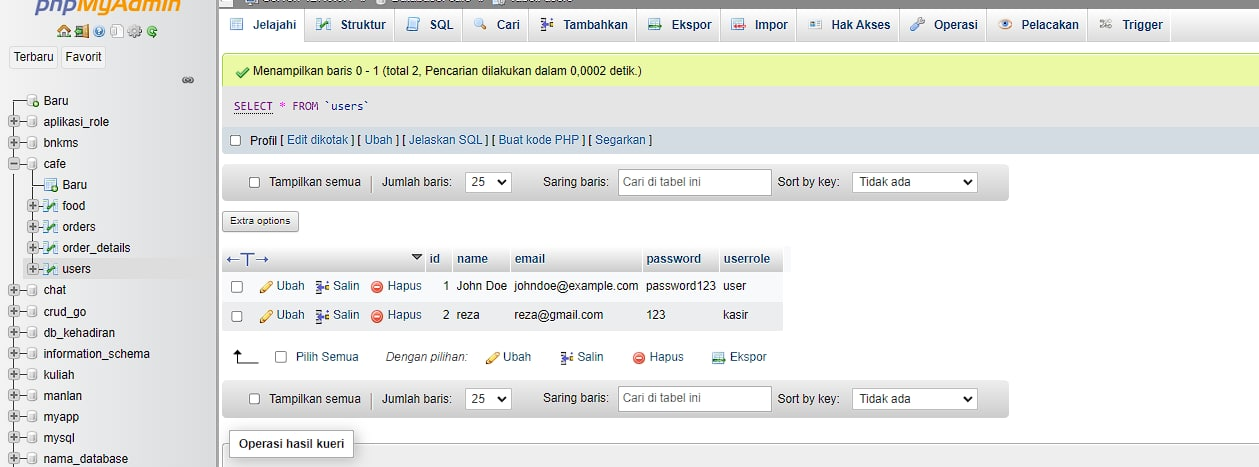 phpMyAdmin
Terbaru Favorit
Baru
aplikasi_role
bnkms
cafe
Baru
food
orders
order_details
users
chat
crud_go
db_kehadiran
information_schema
kuliah
manlan
myapp
mysql
nama_database
Jelajahi Struktur SQL Cari Tambahkan Ekspor Impor Hak Akses Operasi Pelacakan Trigger
Menampilkan baris 0 - 1 (total 2, Pencarian dilakukan dalam 0,0002 detik.)
SELECT * FROM `users`
Profil [ Edit dikotak ] [ Ubah ] [ Jelaskan SQL ] [ Buat kode PHP ] [ Segarkan ]
Tampilkan semua Jumlah baris: 25 Saring baris: Cari di tabel ini Sort by key: Tidak ada
Extra options
id name email password userrole
Ubah Salin Hapus 1 John Doe johndoe@example.com password123 user
Ubah Salin Hapus 2 reza reza@gmail.com 123 kasir
Pilih Semua Dengan pilihan: Ubah Salin Hapus Ekspor
Tampilkan semua Jumlah baris: 25 Saring baris: Cari di tabel ini Sort by key: Tidak ada
Operasi hasil kueri